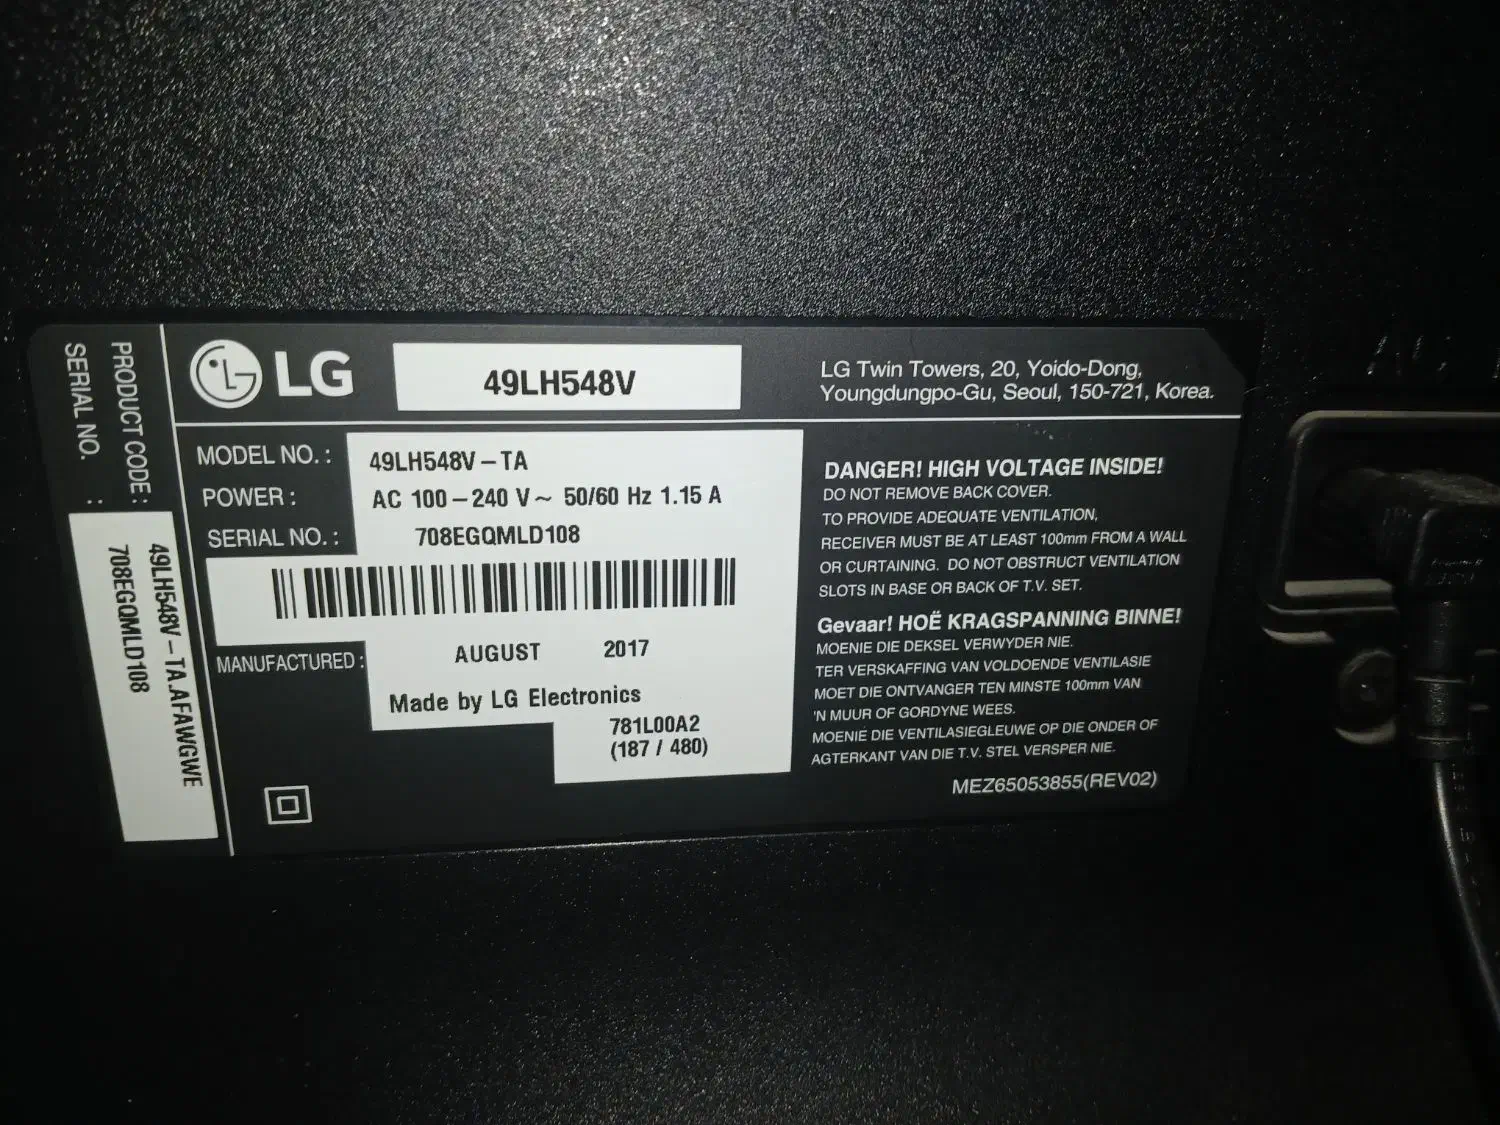 LG
49LH548V
LG Twin Towers, 20, Yoido-Dong,
Youngdungpo-Gu, Seoul, 150-721, Korea.
PRODUCT CODE : 49LH548V – TA.AFAWGWE
SERIAL NO. : 708EGQMLD108
MODEL NO. : 49LH548V – TA
POWER : AC 100 – 240 V ~ 50/60 Hz 1.15 A
SERIAL NO. : 708EGQMLD108
MANUFACTURED : AUGUST 2017
Made by LG Electronics
781L00A2
(187 / 480)
DANGER! HIGH VOLTAGE INSIDE!
DO NOT REMOVE BACK COVER.
TO PROVIDE ADEQUATE VENTILATION,
RECEIVER MUST BE AT LEAST 100mm FROM A WALL
OR CURTAINING. DO NOT OBSTRUCT VENTILATION
SLOTS IN BASE OR BACK OF T.V. SET.
Gevaar! HOË KRAGSPANNING BINNE!
MOENIE DIE DEKSEL VERWYDER NIE.
TER VERSKAFFING VAN VOLDOENDE VENTILASIE
MOET DIE ONTVANGER TEN MINSTE 100mm VAN
'N MUUR OF GORDYNE WEES.
MOENIE DIE VENTILASIEGLEUWE OP DIE ONDER OF
AGTERKANT VAN DIE T.V. STEL VERSPER NIE.
MEZ65053855(REV02)